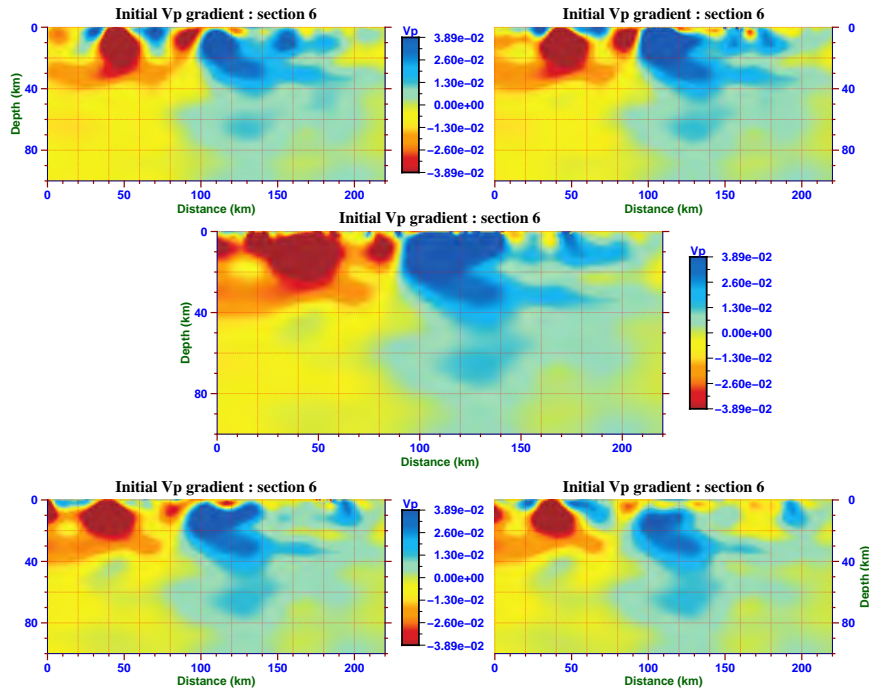 Initial Vp gradient : section 6
Vp
0
40
80
Depth (km)
3.89e−02
2.60e−02
1.30e−02
0.00e+00
−1.30e−02
−2.60e−02
−3.89e−02
0 50 100 150 200
Distance (km)
Initial Vp gradient : section 6
0
40
80
0 50 100 150 200
Distance (km)
Initial Vp gradient : section 6
Vp
0
40
80
Depth (km)
3.89e−02
2.60e−02
1.30e−02
0.00e+00
−1.30e−02
−2.60e−02
−3.89e−02
0 50 100 150 200
Distance (km)
Initial Vp gradient : section 6
Vp
0
40
80
3.89e−02
2.60e−02
1.30e−02
0.00e+00
−1.30e−02
−2.60e−02
−3.89e−02
0 50 100 150 200
Distance (km)
Initial Vp gradient : section 6
0
40
80
Depth (km)
0 50 100 150 200
Distance (km)